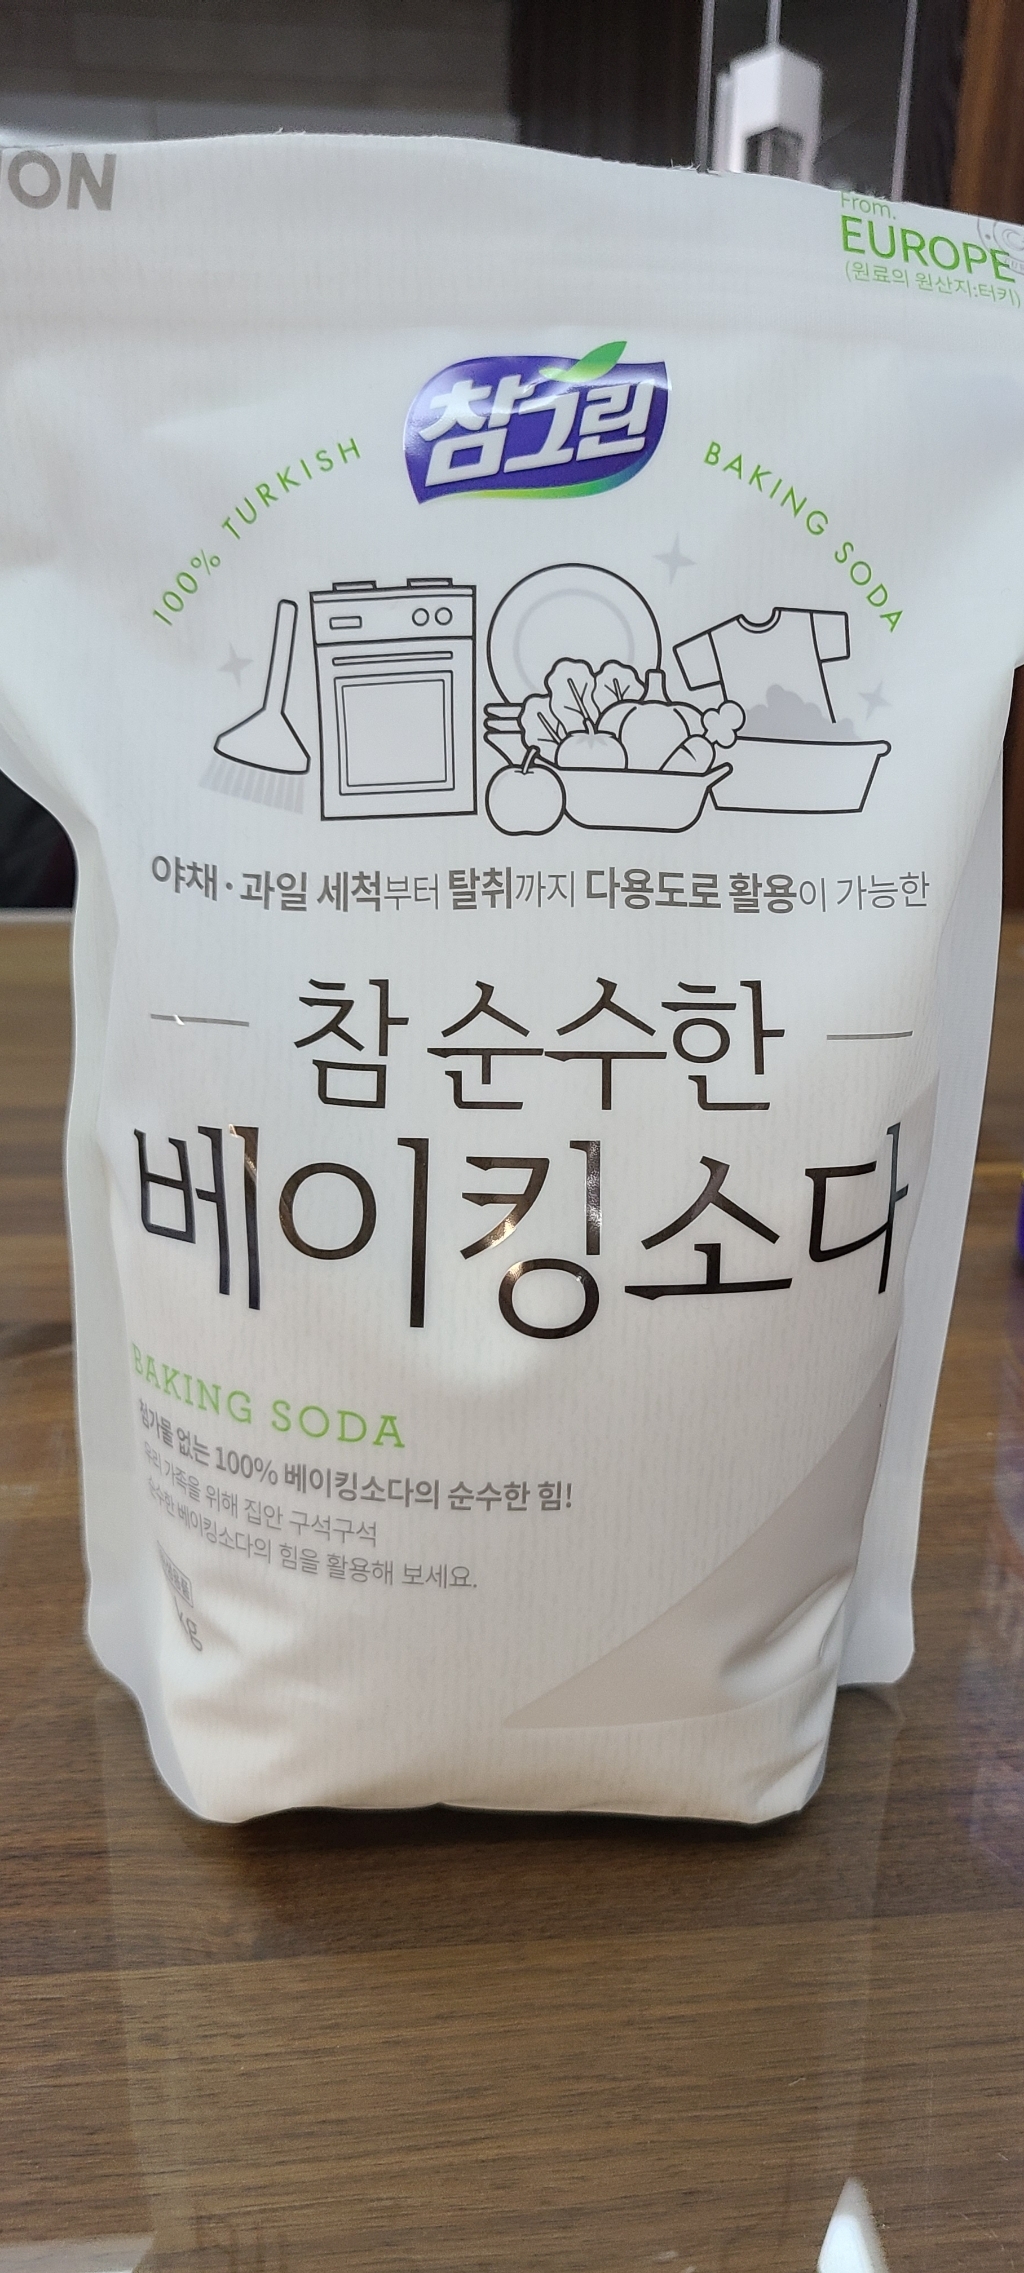 ION
From.
EUROPE
(원료의 원산지:터키)
참그린
100% TURKISH
BAKING SODA
야채·과일 세척부터 탈취까지 다용도로 활용이 가능한
참 순수한
베이킹소다
BAKING SODA
첨가물 없는 100% 베이킹소다의 순수한 힘!
우리 가족을 위해 집안 구석구석
순수한 베이킹소다의 힘을 활용해 보세요.
kg